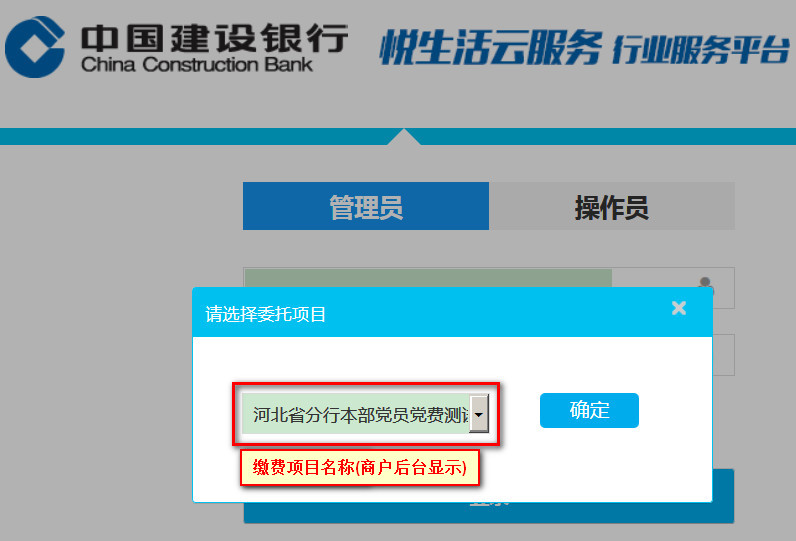 中国建设银行
China Construction Bank
悦生活云服务 行业服务平台
管理员
操作员
请选择委托项目
河北省分行本部党员党费测
确定
缴费项目名称(商户后台显示)